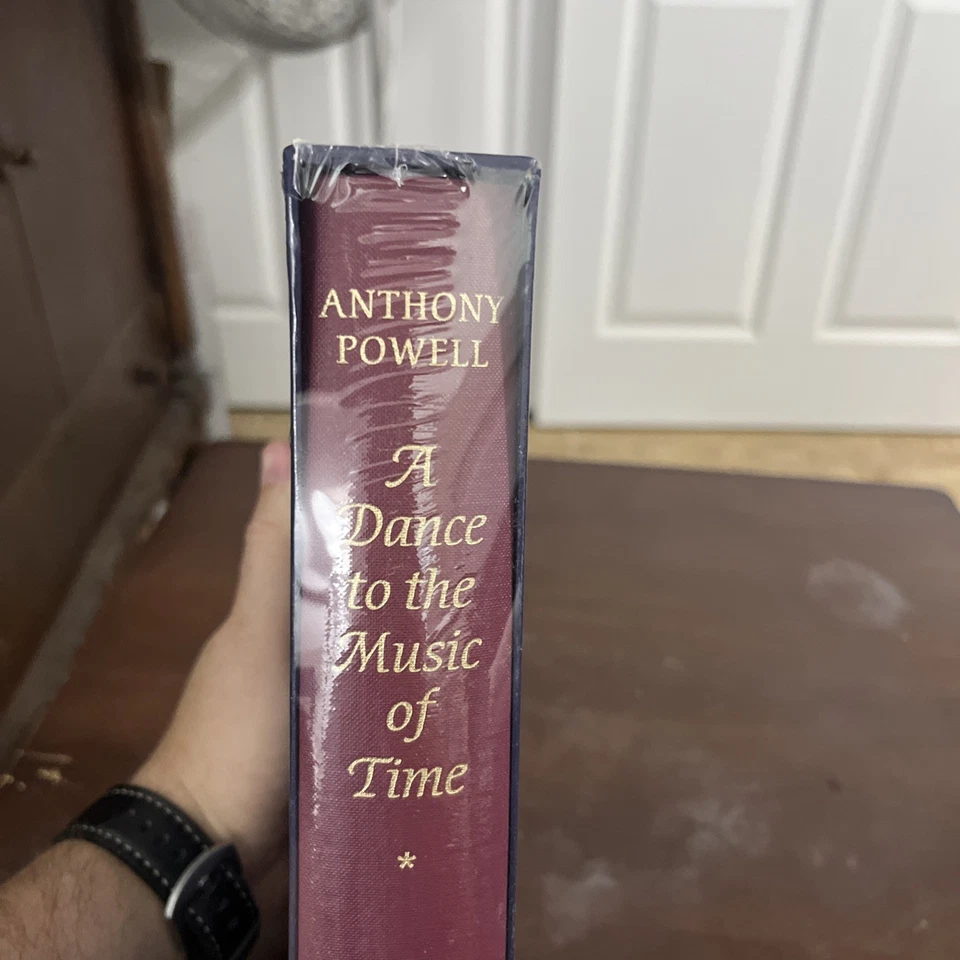 ANTHONY
POWELL
A
Dance
to the
Music
of
Time
*